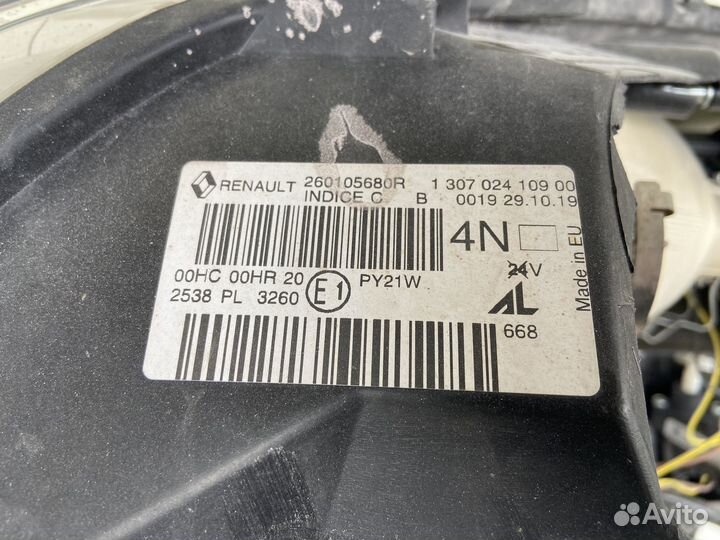 RENAULT 260105680R 1 307 024 109 00
INDICE C B 0019 29.10.19
4N
00HC 00HR 20 E1 PY21W 24V
2538 PL 3260 AL
668
Made in EU
Avito